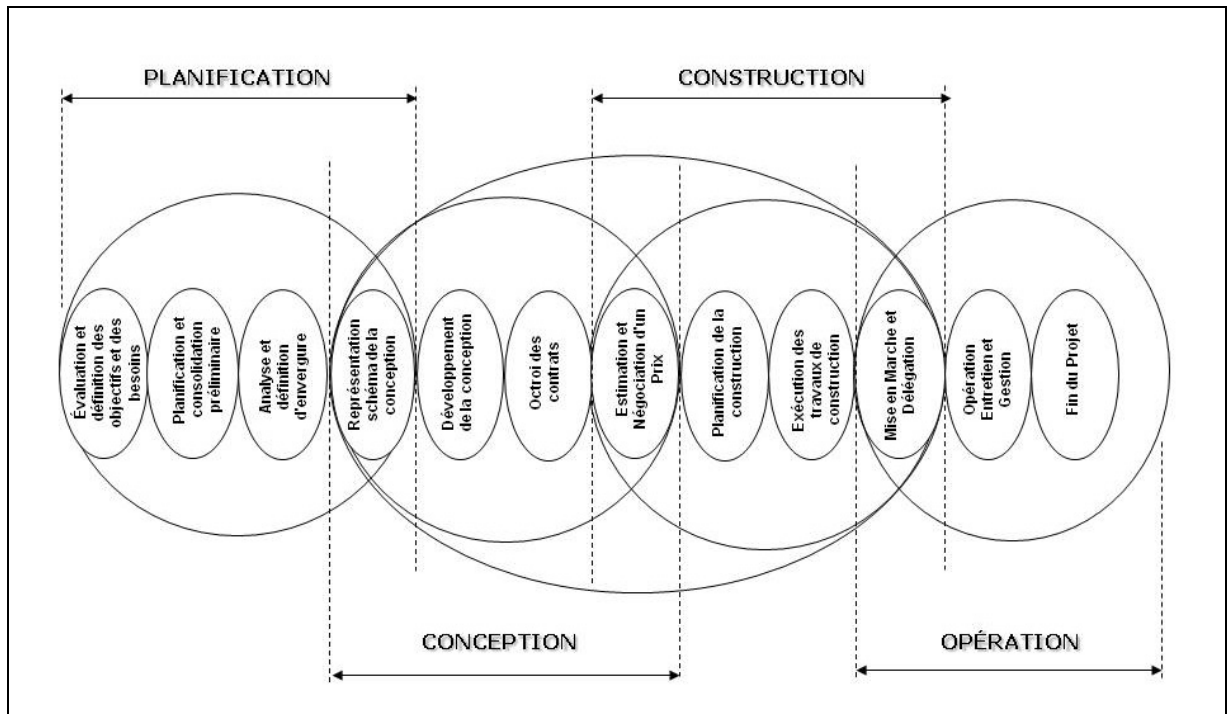 PLANIFICATION
CONSTRUCTION
Évaluation et
définition des
objectifs et des
besoins
Planification et
consolidation
préliminaire
Analyse et
définition
d'envergure
Représentation
schéma de la
conception
Développement
de la conception
Octroi des
contrats
Estimation et
Négociation d'un
Prix
Planification de la
construction
Exécution des
travaux de
construction
Mise en Marche et
Délégation
Opération
Entretien et
Gestion
Fin du Projet
CONCEPTION
OPÉRATION